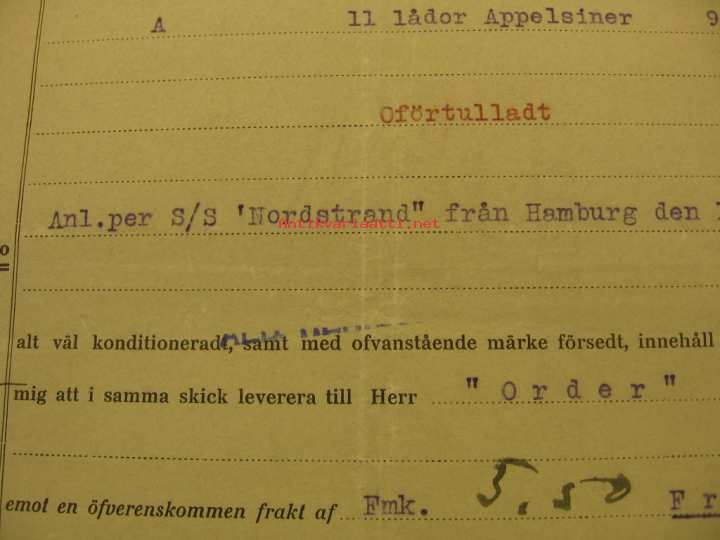 A 11 lådor Appelsiner 9
Oförtulladt
Anl.per S/S "Nordstrand" från Hamburg den
Antikvariaatti.net
o
alt väl konditioneradt, samt med ofvanstående märke försedt, innehåll
mig att i samma skick leverera till Herr "Order"
emot en öfverenskommen frakt af Fmk. 5,50 Fr